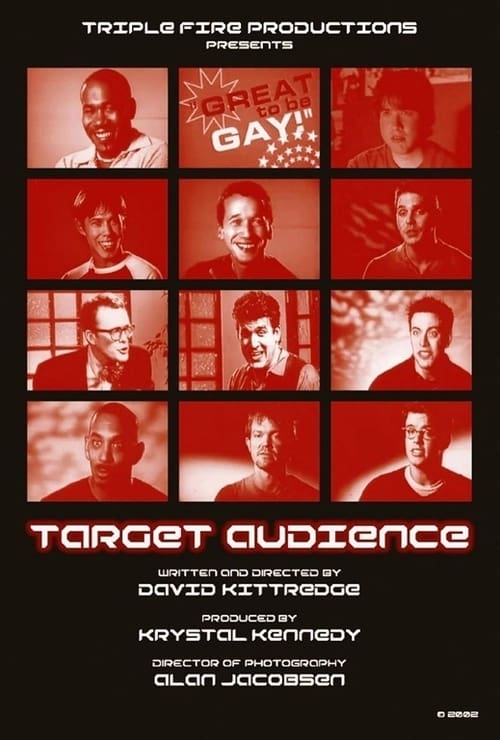 TRIPLE FIRE PRODUCTIONS
PRESENTS
"GREAT
to be
GAY!"
TARGET AUDIENCE
WRITTEN AND DIRECTED BY
DAVID KITTREDGE
PRODUCED BY
KRYSTAL KENNEDY
DIRECTOR OF PHOTOGRAPHY
ALAN JACOBSEN
© 2002